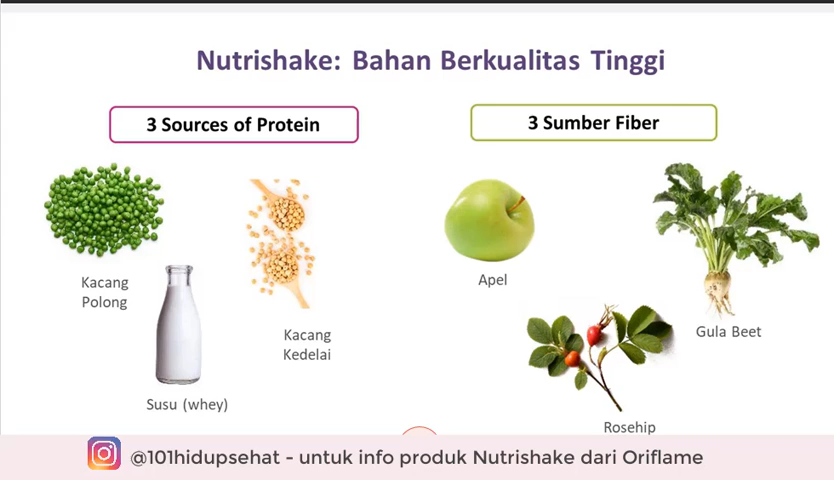 Nutrishake: Bahan Berkualitas Tinggi
3 Sources of Protein
3 Sumber Fiber
Kacang
Polong
Susu (whey)
Kacang
Kedelai
Apel
Rosehip
Gula Beet
@101hidupsehat - untuk info produk Nutrishake dari Oriflame